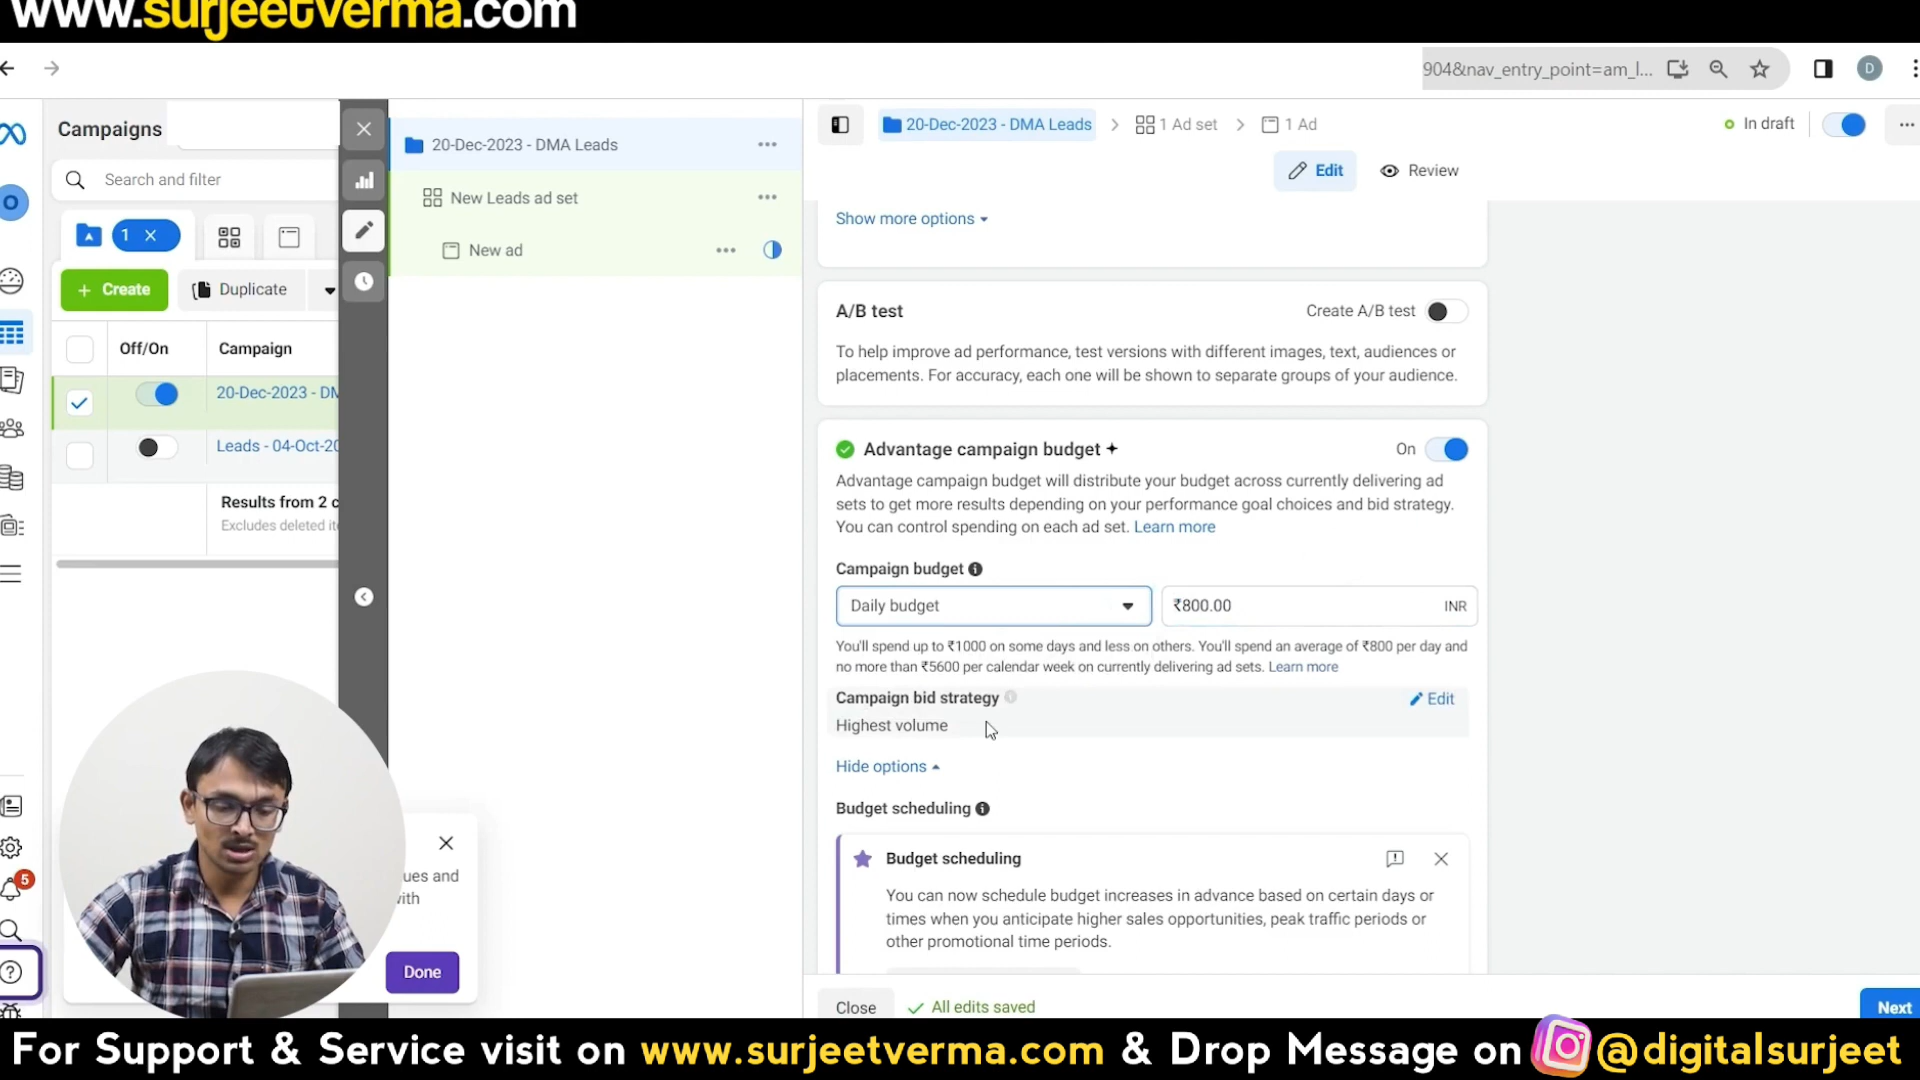 www.surjeetverma.com
904&nav_entry_point=am_l...
D
Campaigns
Search and filter
1
Create
Duplicate
Off/On
Campaign
20-Dec-2023 - DM
Leads - 04-Oct-20
Results from 2 c
Excludes deleted it
20-Dec-2023 - DMA Leads
New Leads ad set
New ad
20-Dec-2023 - DMA Leads
1 Ad set
1 Ad
In draft
Edit
Review
Show more options
A/B test
Create A/B test
To help improve ad performance, test versions with different images, text, audiences or
placements. For accuracy, each one will be shown to separate groups of your audience.
Advantage campaign budget
On
Advantage campaign budget will distribute your budget across currently delivering ad
sets to get more results depending on your performance goal choices and bid strategy.
You can control spending on each ad set. Learn more
Campaign budget
Daily budget
₹800.00
INR
You'll spend up to ₹1000 on some days and less on others. You'll spend an average of ₹800 per day and
no more than ₹5600 per calendar week on currently delivering ad sets. Learn more
Campaign bid strategy
Edit
Highest volume
Hide options
Budget scheduling
Budget scheduling
You can now schedule budget increases in advance based on certain days or
times when you anticipate higher sales opportunities, peak traffic periods or
other promotional time periods.
ues and
with
Done
5
O
Close
All edits saved
Next
For Support & Service visit on www.surjeetverma.com & Drop Message on @digitalsurjeet